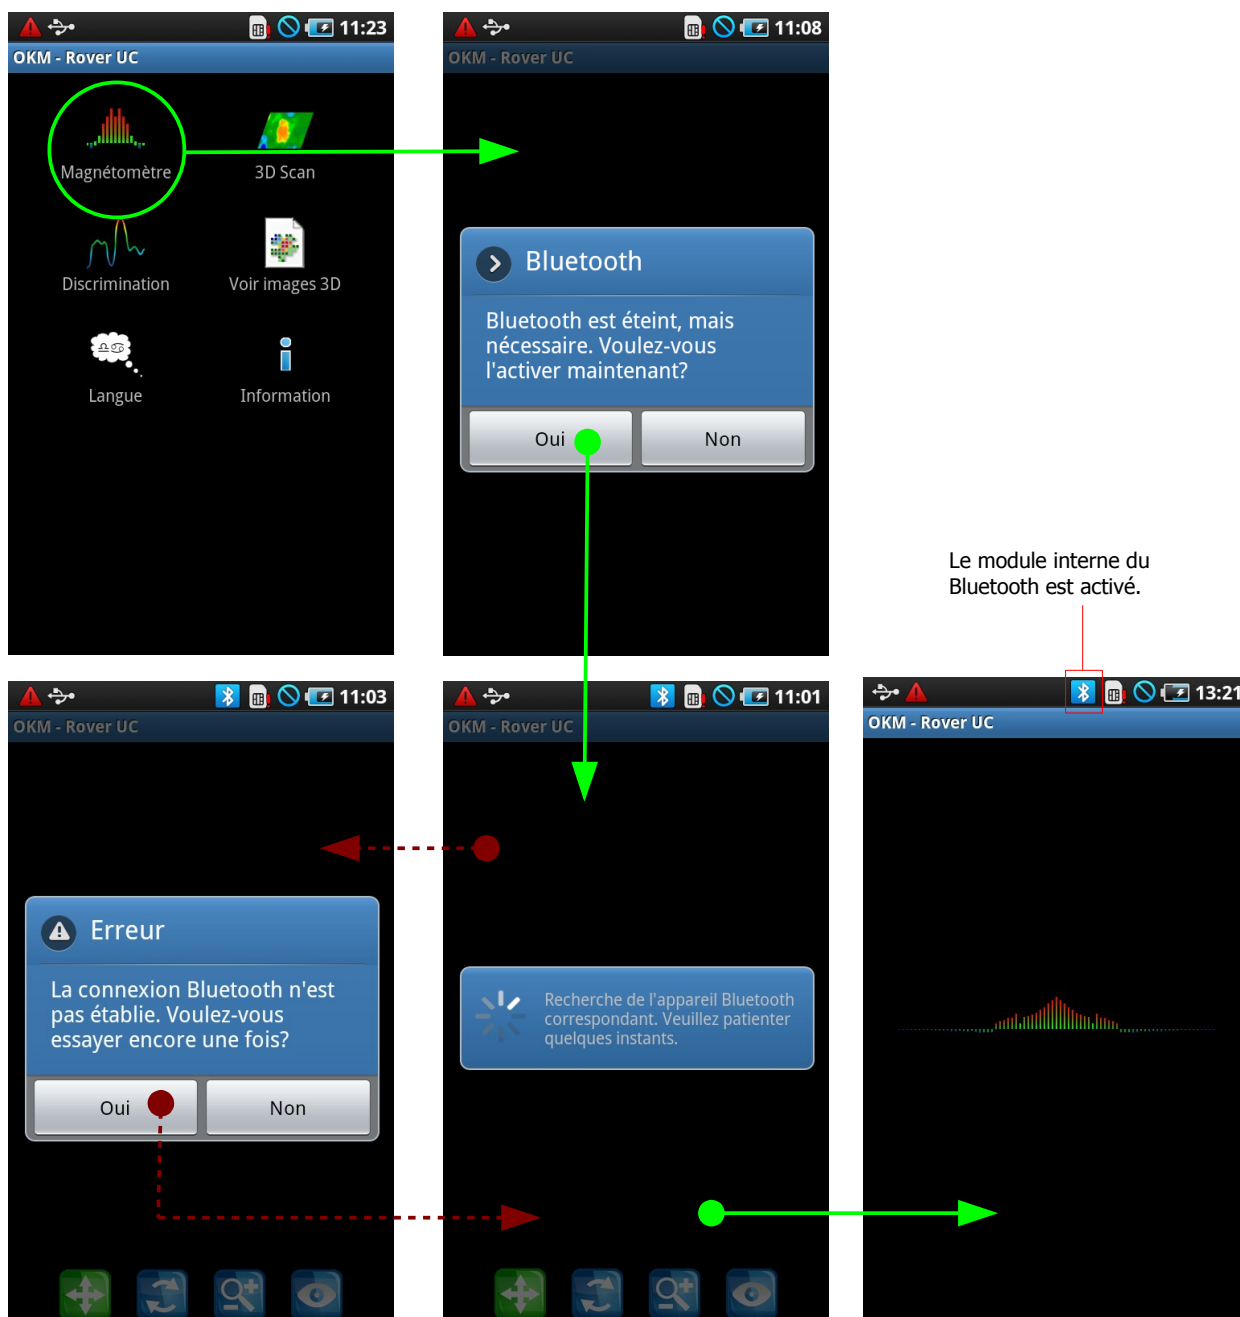 11:23
OKM - Rover UC
Magnétomètre
3D Scan
Discrimination
Voir images 3D
Langue
Information
11:08
OKM - Rover UC
Bluetooth
Bluetooth est éteint, mais
nécessaire. Voulez-vous
l'activer maintenant?
Oui
Non
Le module interne du
Bluetooth est activé.
11:03
OKM - Rover UC
Erreur
La connexion Bluetooth n'est
pas établie. Voulez-vous
essayer encore une fois?
Oui
Non
11:01
OKM - Rover UC
Recherche de l'appareil Bluetooth
correspondant. Veuillez patienter
quelques instants.
13:21
OKM - Rover UC